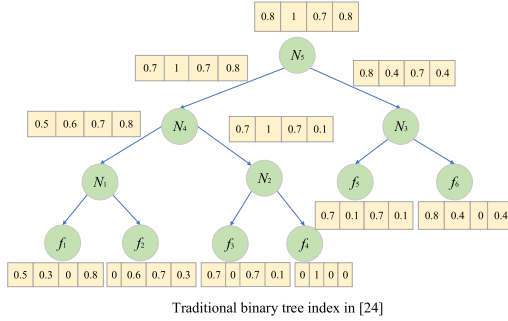 0.8 1 0.7 0.8
N5
0.7 1 0.7 0.8
0.8 0.4 0.7 0.4
0.5 0.6 0.7 0.8
N4
0.7 1 0.7 0.1
N3
N1
N2
f5
f6
0.7 0.1 0.7 0.1
0.8 0.4 0 0.4
f1
f2
f3
f4
0.5 0.3 0 0.8
0 0.6 0.7 0.3
0.7 0 0.7 0.1
0 1 0 0
Traditional binary tree index in [24]